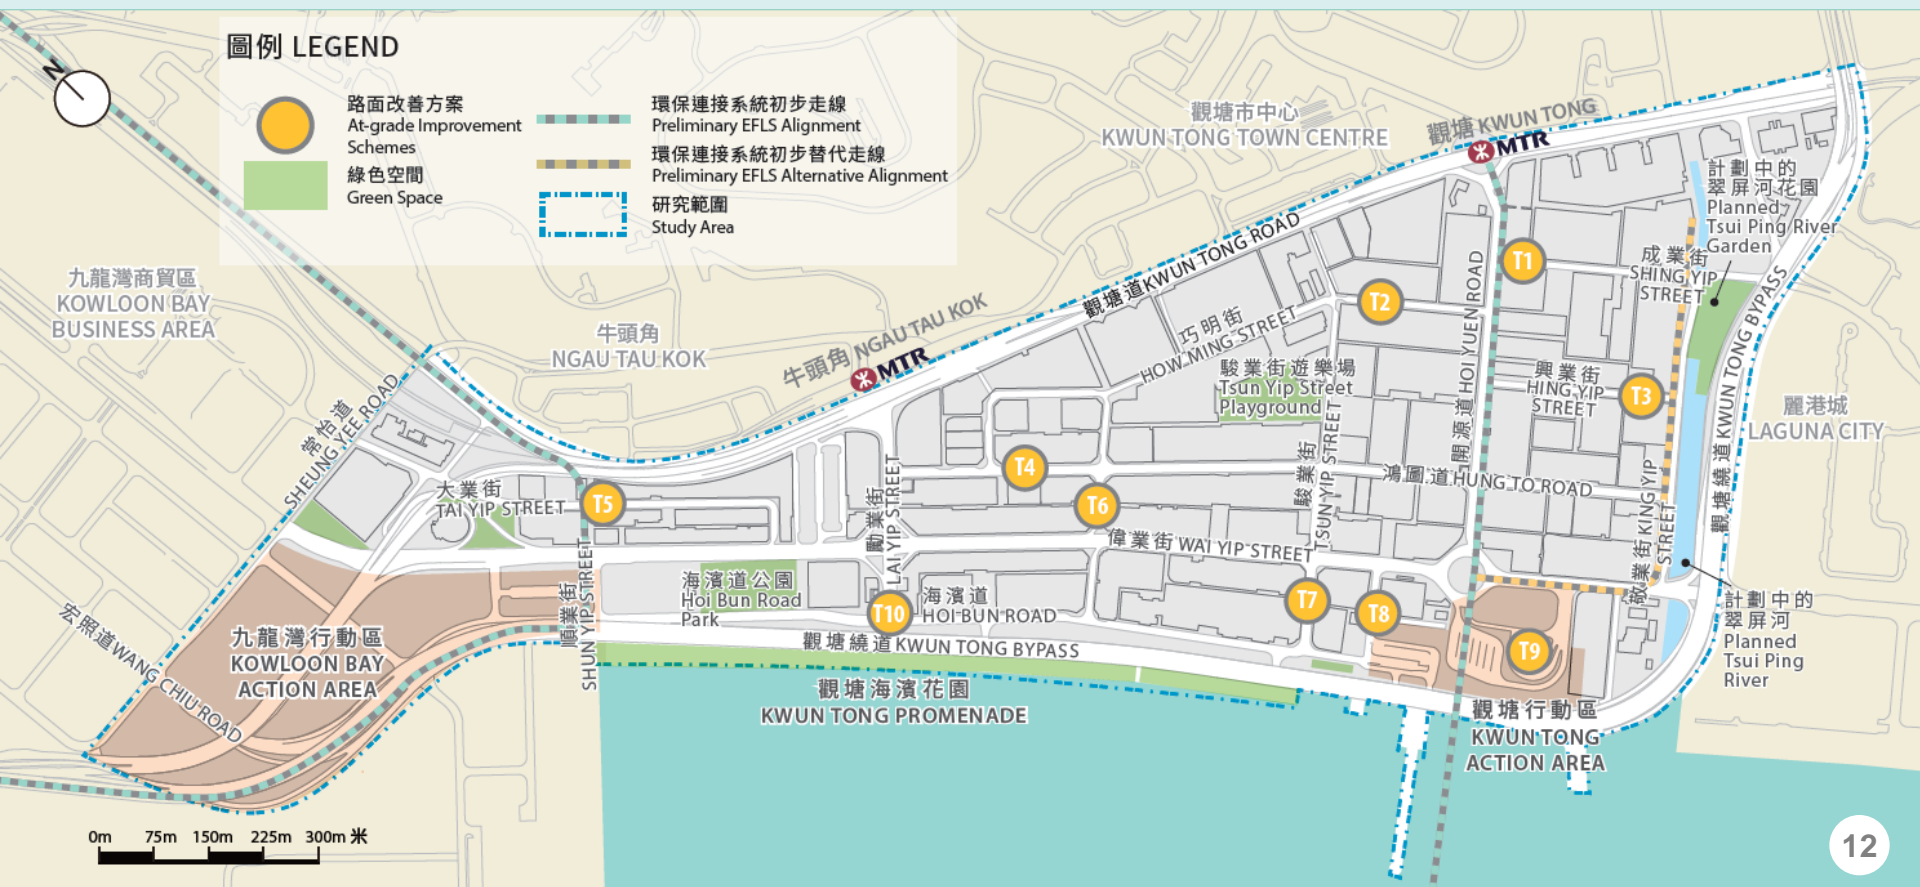 圖例 LEGEND
路面改善方案
At-grade Improvement
Schemes
綠色空間
Green Space
環保連接系統初步走線
Preliminary EFLS Alignment
環保連接系統初步替代走線
Preliminary EFLS Alternative Alignment
研究範圍
Study Area
N
九龍灣商貿區
KOWLOON BAY
BUSINESS AREA
牛頭角
NGAU TAU KOK
牛頭角 NGAU TAU KOK
MTR
觀塘市中心
KWUN TONG TOWN CENTRE
觀塘 KWUN TONG
MTR
觀塘道 KWUN TONG ROAD
計劃中的
翠屏河花園
Planned
Tsui Ping River
Garden
成業街
SHING YIP
STREET
T1
T2
巧明街
HOW MING STREET
駿業街遊樂場
Tsun Yip Street
Playground
開源道 HOI YUEN ROAD
興業街
HING YIP
STREET
T3
觀塘繞道 KWUN TONG BYPASS
麗港城
LAGUNA CITY
常怡道
SHEUNG YEE ROAD
大業街
TAI YIP STREET
T5
勵業街
LAI YIP STREET
T4
T6
駿業街
TSUN YIP STREET
鴻圖道 HUNG TO ROAD
敬業街 KING YIP
STREET
偉業街 WAI YIP STREET
順業街
SHUN YIP STREET
海濱道公園
Hoi Bun Road
Park
T10
海濱道
HOI BUN ROAD
T7
T8
T9
觀塘繞道 KWUN TONG BYPASS
計劃中的
翠屏河
Planned
Tsui Ping
River
宏照道 WANG CHIU ROAD
九龍灣行動區
KOWLOON BAY
ACTION AREA
觀塘海濱花園
KWUN TONG PROMENADE
觀塘行動區
KWUN TONG
ACTION AREA
0m 75m 150m 225m 300m 米
12